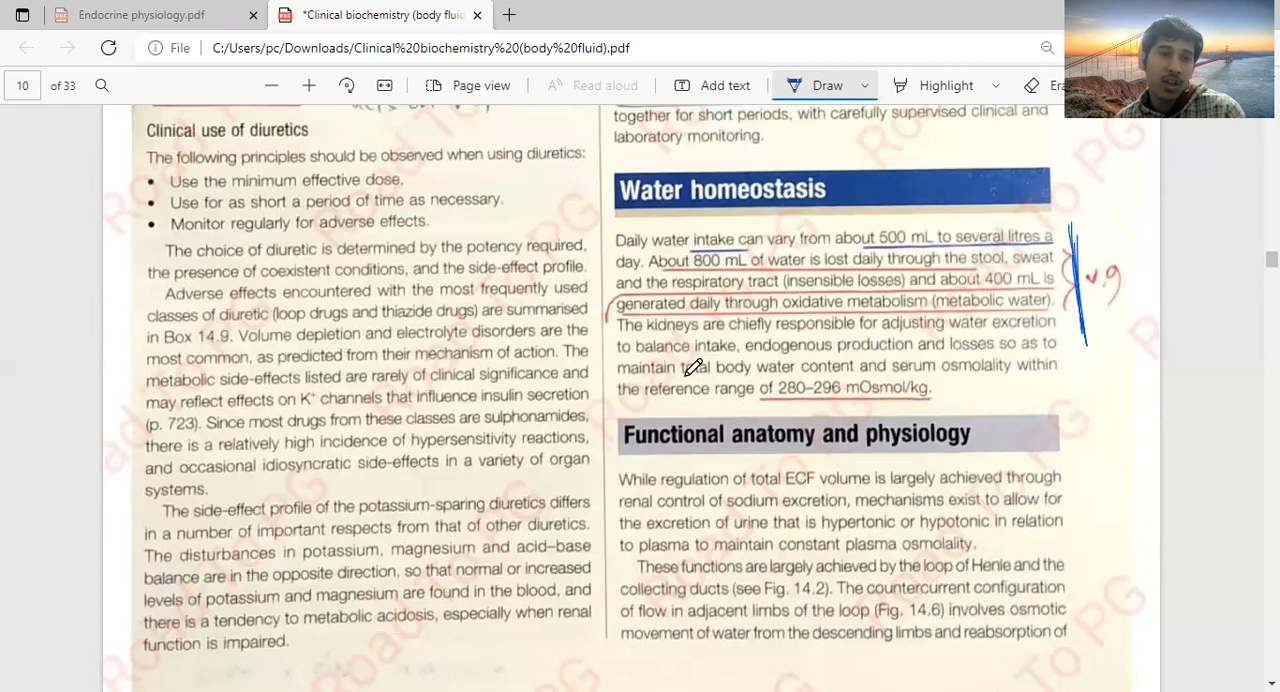 Endocrine physiology.pdf
*Clinical biochemistry (body flui
File
C:/Users/pc/Downloads/Clinical%20biochemistry%20(body%20fluid).pdf
10 of 33
Page view
Read aloud
Add text
Draw
Highlight
Era
Clinical use of diuretics
The following principles should be observed when using diuretics:
• Use the minimum effective dose.
• Use for as short a period of time as necessary.
• Monitor regularly for adverse effects.
The choice of diuretic is determined by the potency required,
the presence of coexistent conditions, and the side-effect profile.
Adverse effects encountered with the most frequently used
classes of diuretic (loop drugs and thiazide drugs) are summarised
in Box 14.9. Volume depletion and electrolyte disorders are the
most common, as predicted from their mechanism of action. The
metabolic side-effects listed are rarely of clinical significance and
may reflect effects on K⁺ channels that influence insulin secretion
(p. 723). Since most drugs from these classes are sulphonamides,
there is a relatively high incidence of hypersensitivity reactions,
and occasional idiosyncratic side-effects in a variety of organ
systems.
The side-effect profile of the potassium-sparing diuretics differs
in a number of important respects from that of other diuretics.
The disturbances in potassium, magnesium and acid–base
balance are in the opposite direction, so that normal or increased
levels of potassium and magnesium are found in the blood, and
there is a tendency to metabolic acidosis, especially when renal
function is impaired.
together for short periods, with carefully supervised clinical and
laboratory monitoring.
Water homeostasis
Daily water intake can vary from about 500 mL to several litres a
day. About 800 mL of water is lost daily through the stool, sweat
and the respiratory tract (insensible losses) and about 400 mL is
generated daily through oxidative metabolism (metabolic water).
The kidneys are chiefly responsible for adjusting water excretion
to balance intake, endogenous production and losses so as to
maintain total body water content and serum osmolality within
the reference range of 280–296 mOsmol/kg.
v.g
Functional anatomy and physiology
While regulation of total ECF volume is largely achieved through
renal control of sodium excretion, mechanisms exist to allow for
the excretion of urine that is hypertonic or hypotonic in relation
to plasma to maintain constant plasma osmolality.
These functions are largely achieved by the loop of Henle and the
collecting ducts (see Fig. 14.2). The countercurrent configuration
of flow in adjacent limbs of the loop (Fig. 14.6) involves osmotic
movement of water from the descending limbs and reabsorption of
Road To PG